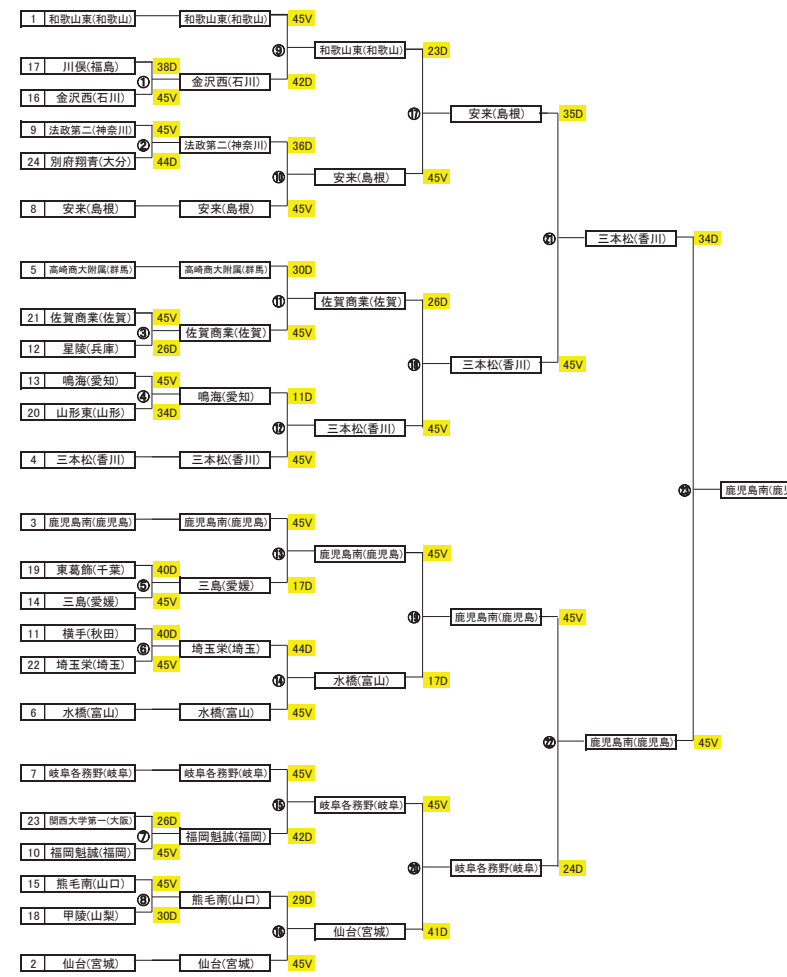 1 和歌山東(和歌山) 和歌山東(和歌山) 45V
⑨ 和歌山東(和歌山) 23D
17 川俣(福島) 38D
① 金沢西(石川) 42D
16 金沢西(石川) 45V
⑰ 安来(島根) 35D
9 法政第二(神奈川) 45V
② 法政第二(神奈川) 36D
24 別府翔青(大分) 44D
⑩ 安来(島根) 45V
8 安来(島根) 安来(島根) 45V
㉑ 三本松(香川) 34D
5 高崎商大附属(群馬) 高崎商大附属(群馬) 30D
⑪ 佐賀商業(佐賀) 26D
21 佐賀商業(佐賀) 45V
③ 佐賀商業(佐賀) 45V
12 星陵(兵庫) 26D
⑱ 三本松(香川) 45V
13 鳴海(愛知) 45V
④ 鳴海(愛知) 11D
20 山形東(山形) 34D
⑫ 三本松(香川) 45V
4 三本松(香川) 三本松(香川) 45V
㉓ 鹿児島南(鹿
3 鹿児島南(鹿児島) 鹿児島南(鹿児島) 45V
⑬ 鹿児島南(鹿児島) 45V
19 東葛飾(千葉) 40D
⑤ 三島(愛媛) 17D
14 三島(愛媛) 45V
⑲ 鹿児島南(鹿児島) 45V
11 横手(秋田) 40D
⑥ 埼玉栄(埼玉) 44D
22 埼玉栄(埼玉) 45V
⑭ 水橋(富山) 17D
6 水橋(富山) 水橋(富山) 45V
㉒ 鹿児島南(鹿児島) 45V
7 岐阜各務野(岐阜) 岐阜各務野(岐阜) 45V
⑮ 岐阜各務野(岐阜) 45V
23 関西大学第一(大阪) 26D
⑦ 福岡魁誠(福岡) 42D
10 福岡魁誠(福岡) 45V
⑳ 岐阜各務野(岐阜) 24D
15 熊毛南(山口) 45V
⑧ 熊毛南(山口) 29D
18 甲陵(山梨) 30D
⑯ 仙台(宮城) 41D
2 仙台(宮城) 仙台(宮城) 45V